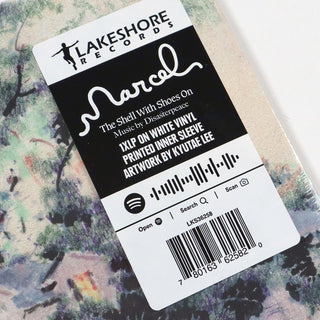 LAKESHORE
RECORDS
Marcel
The Shell With Shoes On
Music by Disasterpeace
1XLP ON WHITE VINYL
PRINTED INNER SLEEVE
ARTWORK BY KYUTAE LEE
Open Search Scan
LKS36258
7 80163 62582 0